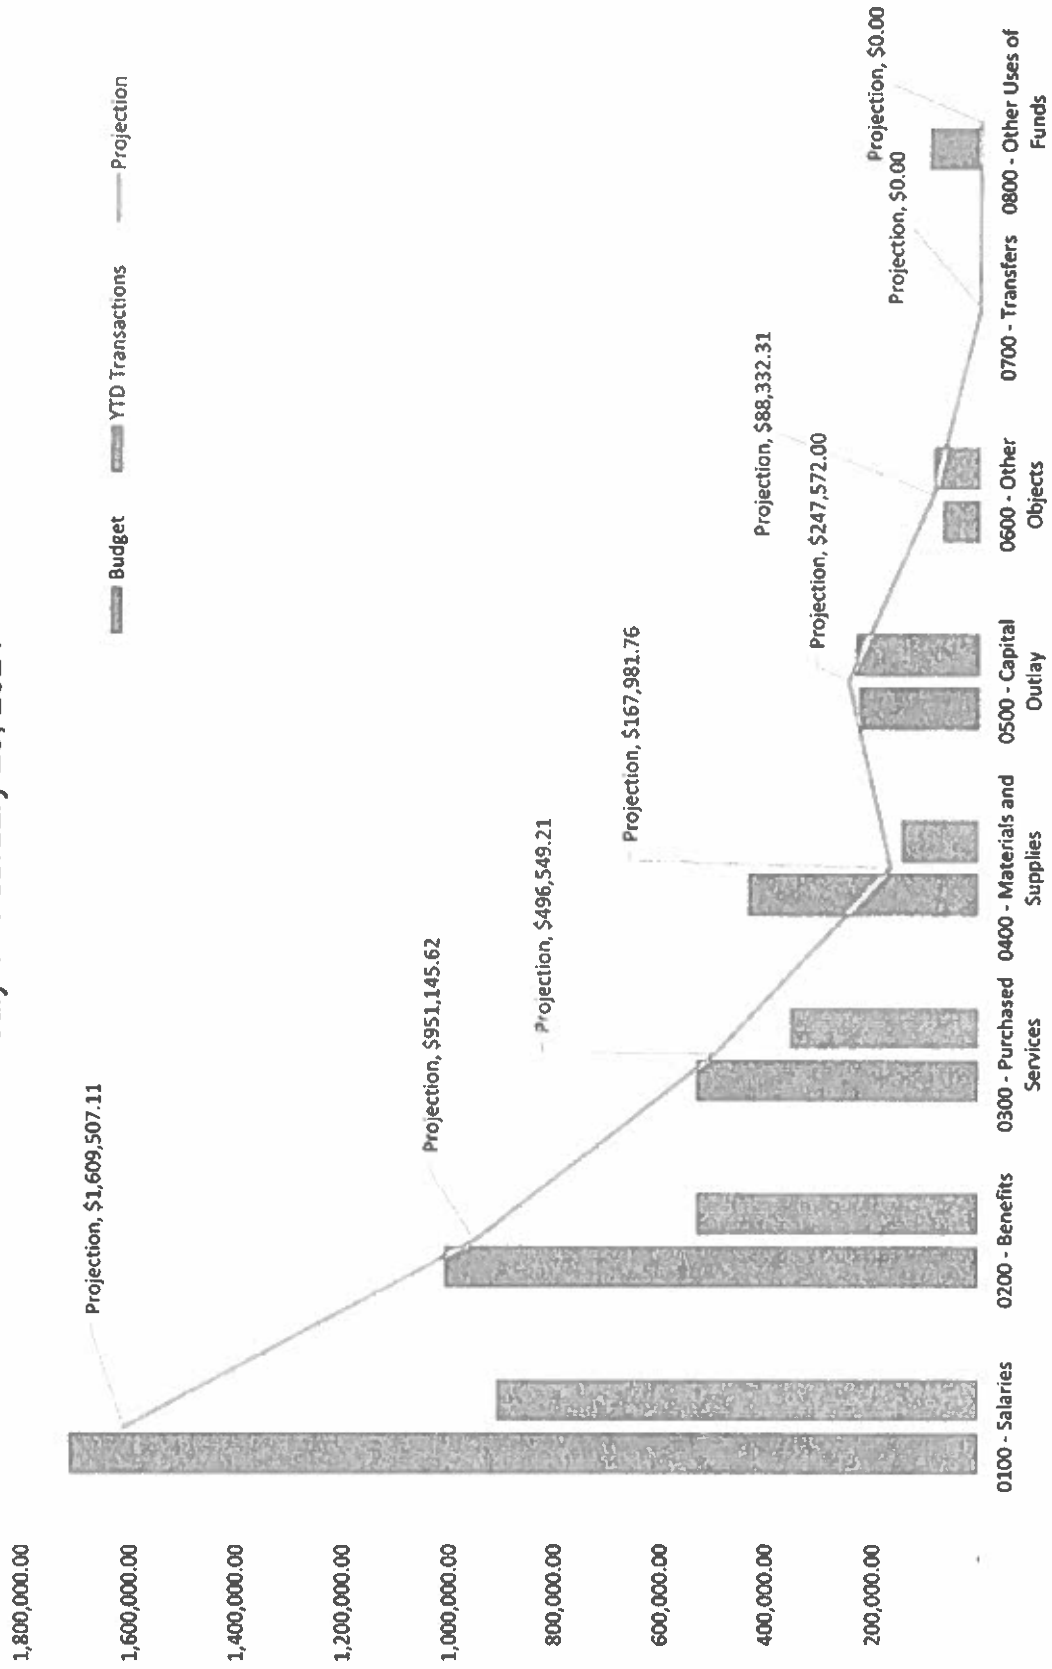 Budget
YTD Transactions
Projection
1,800,000.00
1,600,000.00
1,400,000.00
1,200,000.00
1,000,000.00
800,000.00
600,000.00
400,000.00
200,000.00
-
Projection, $1,609,507.11
Projection, $951,145.62
Projection, $496,549.21
Projection, $167,981.76
Projection, $247,572.00
Projection, $88,332.31
Projection, $0.00
Projection, $0.00
0100 - Salaries
0200 - Benefits
0300 - Purchased
Services
0400 - Materials and
Supplies
0500 - Capital
Outlay
0600 - Other
Objects
0700 - Transfers
0800 - Other Uses of
Funds